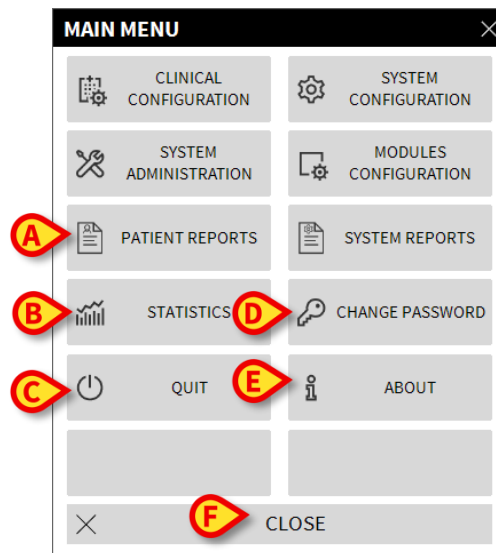 MAIN MENU
CLINICAL
CONFIGURATION
SYSTEM
CONFIGURATION
SYSTEM
ADMINISTRATION
MODULES
CONFIGURATION
A
PATIENT REPORTS
SYSTEM REPORTS
B
STATISTICS
D
CHANGE PASSWORD
C
QUIT
E
ABOUT
F
CLOSE